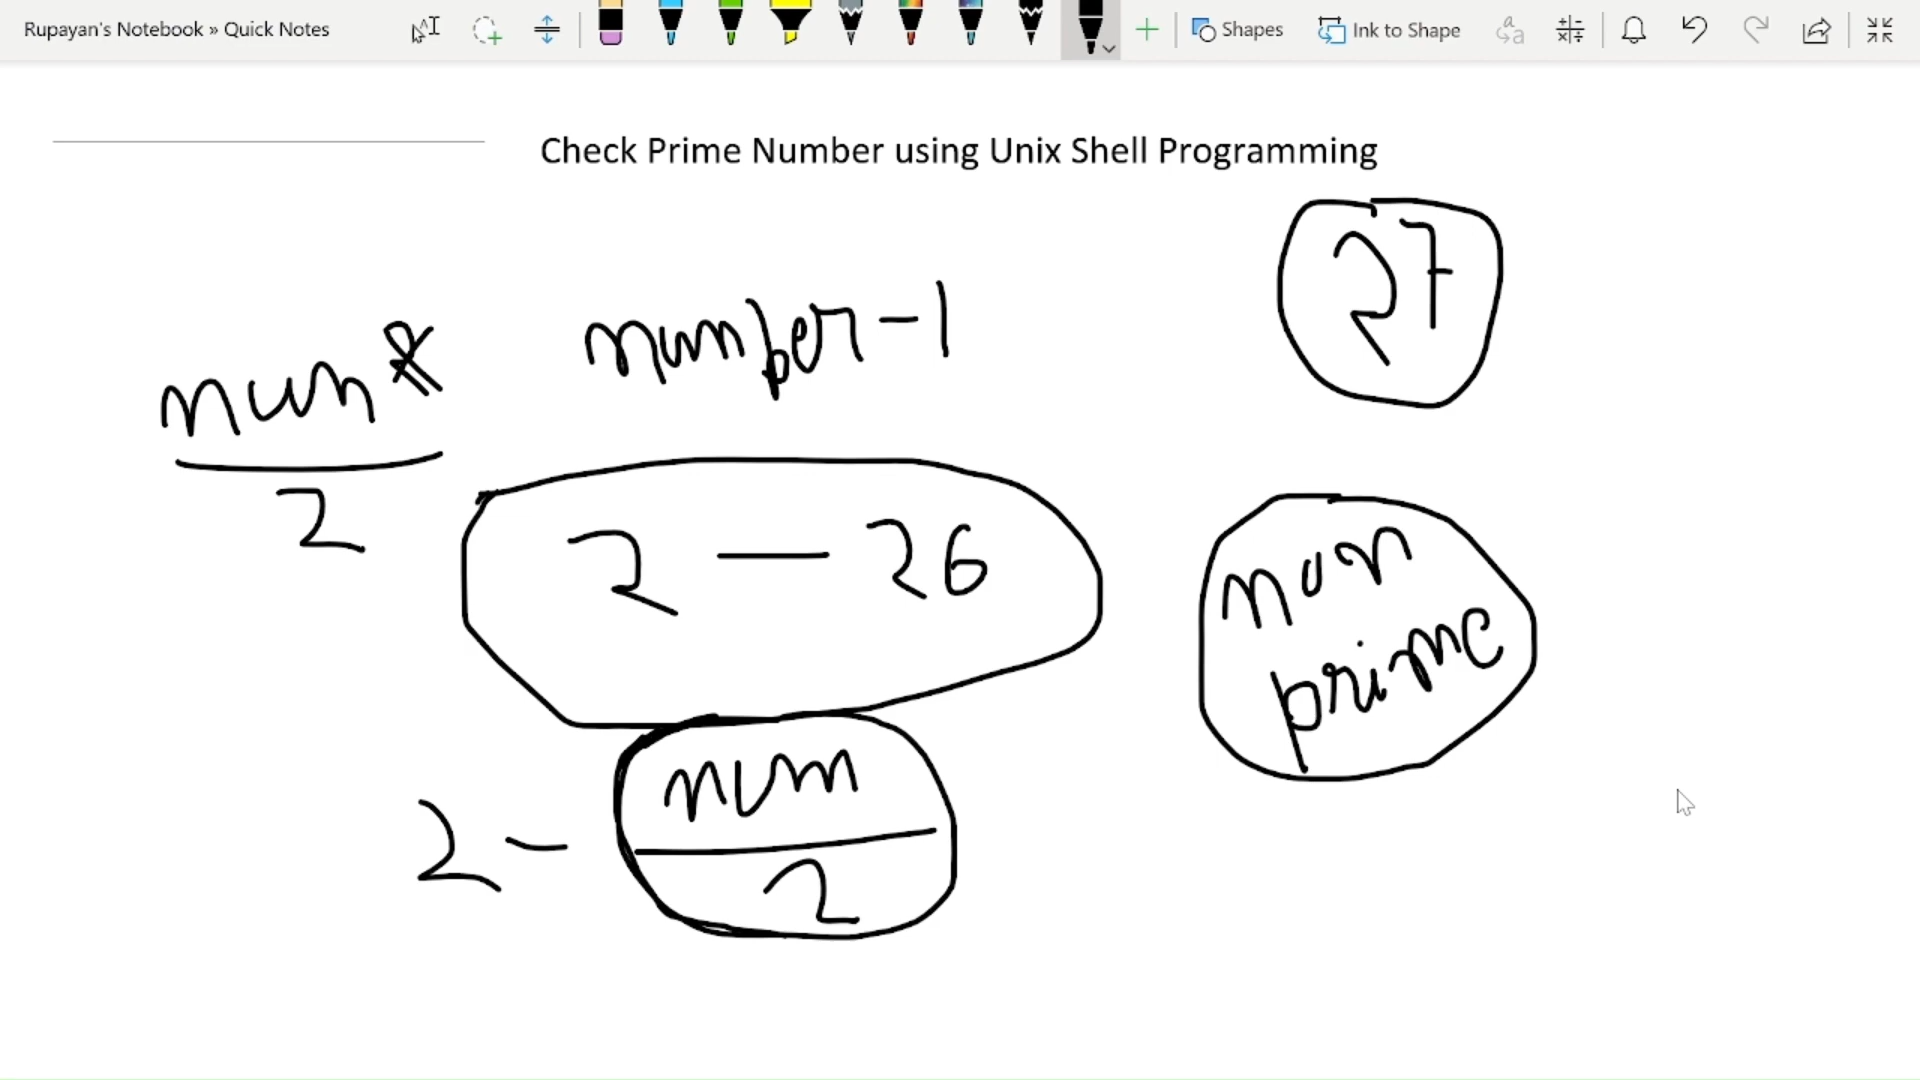 Rupayan's Notebook » Quick Notes
Shapes
Ink to Shape
Check Prime Number using Unix Shell Programming
27
number-1
num
2
2 — 26
non
prime
2 - num
2